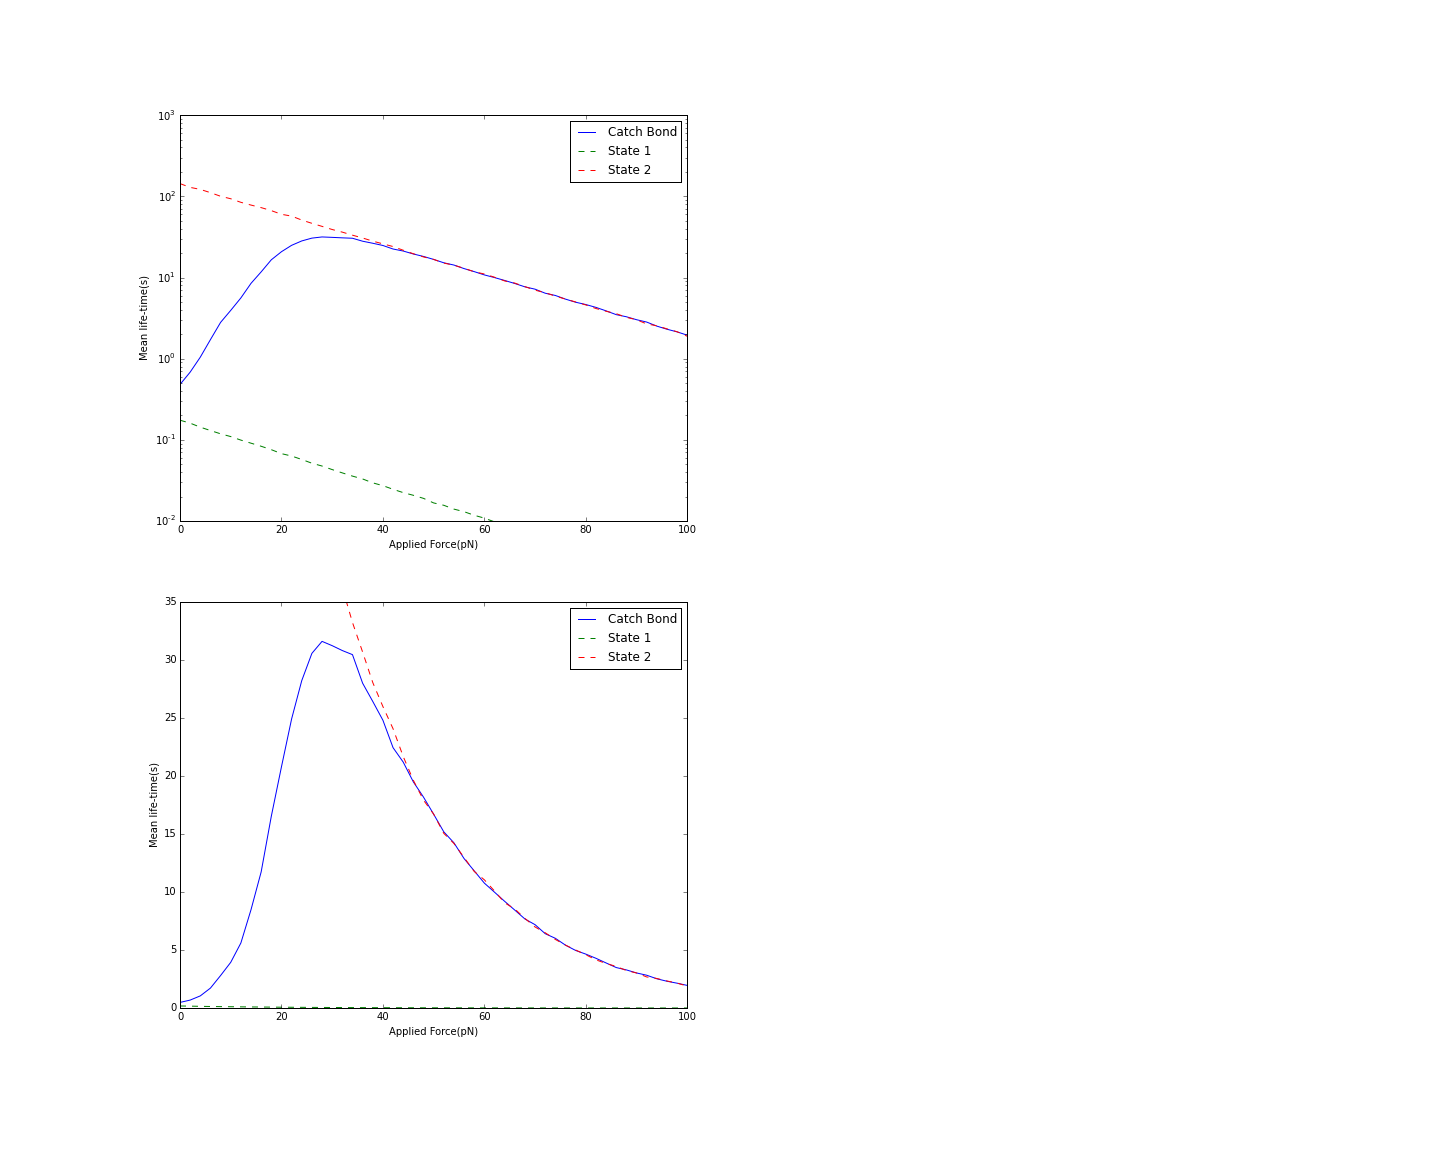 10^3
10^2
10^1
10^0
10^-1
10^-2
Mean life-time(s)
Catch Bond
State 1
State 2
0 20 40 60 80 100
Applied Force(pN)
35
30
25
20
15
10
5
0
Mean life-time(s)
Catch Bond
State 1
State 2
0 20 40 60 80 100
Applied Force(pN)